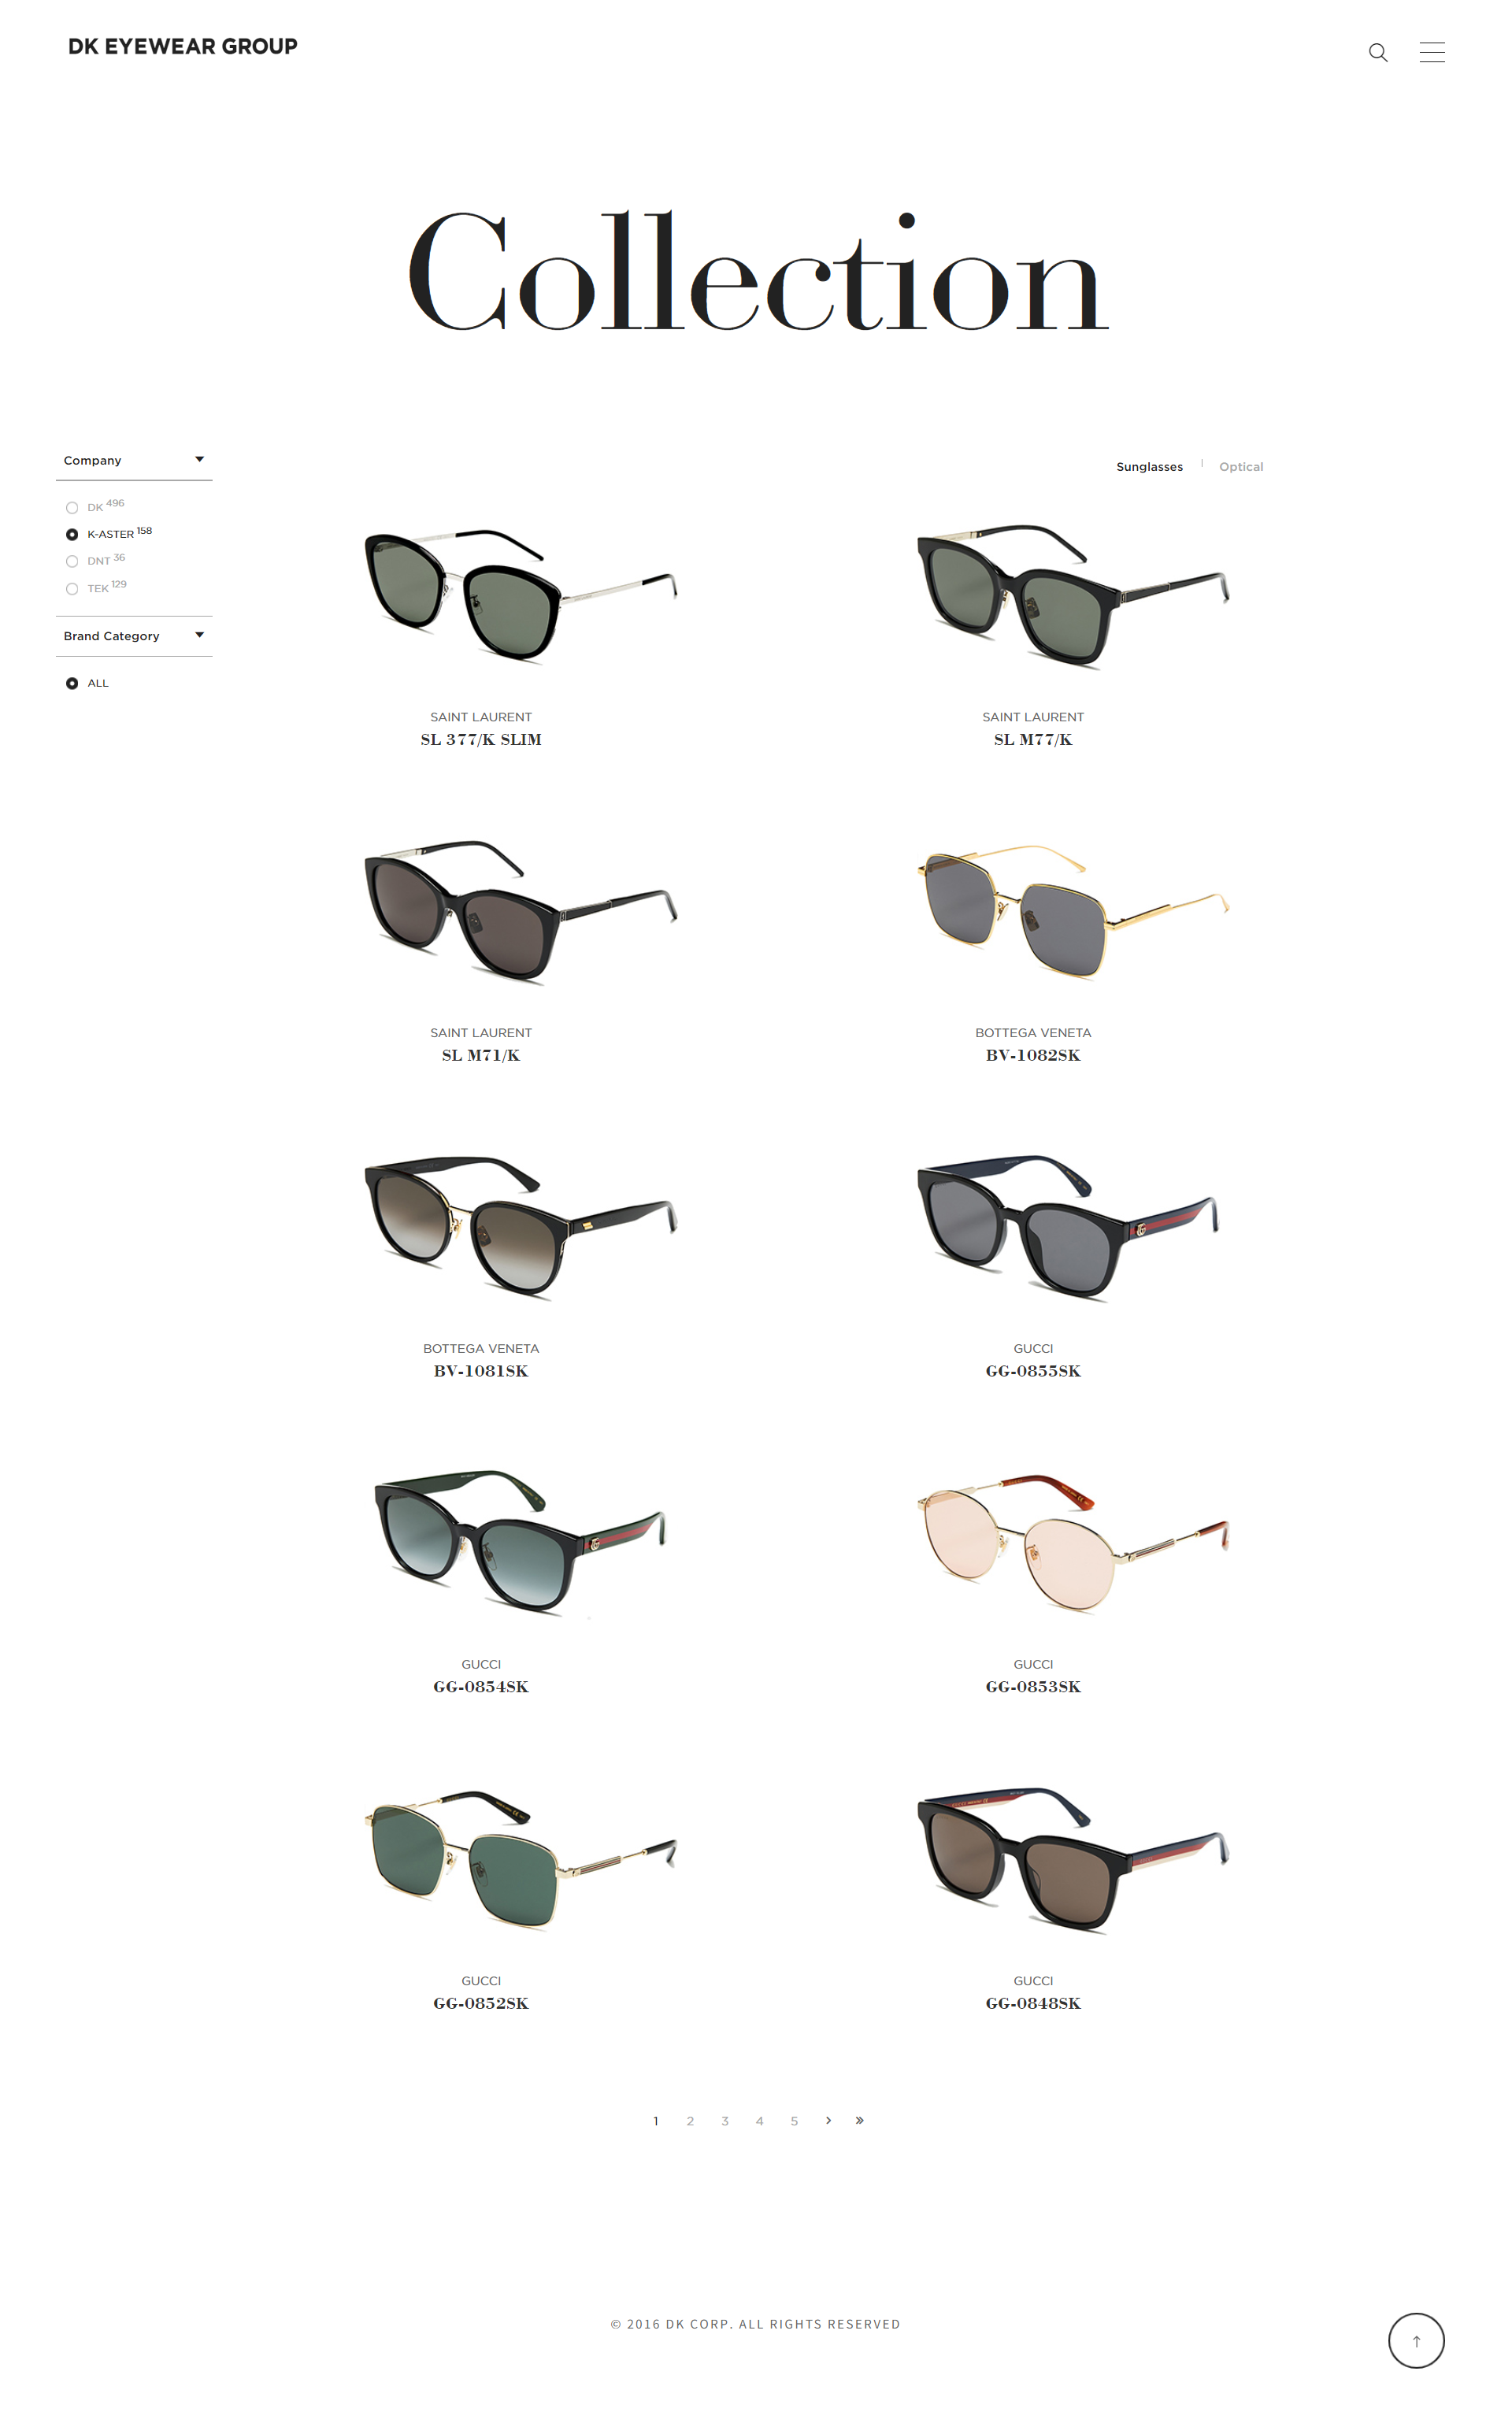 DK EYEWEAR GROUP
Collection
Company
DK 496
K-ASTER 158
DNT 36
TEK 129
Brand Category
ALL
Sunglasses
Optical
SAINT LAURENT
SL 377/K SLIM
SAINT LAURENT
SL M77/K
SAINT LAURENT
SL M71/K
BOTTEGA VENETA
BV-1082SK
BOTTEGA VENETA
BV-1081SK
GUCCI
GG-0855SK
GUCCI
GG-0854SK
GUCCI
GG-0853SK
GUCCI
GG-0852SK
GUCCI
GG-0848SK
1 2 3 4 5 › »
© 2016 DK CORP. ALL RIGHTS RESERVED